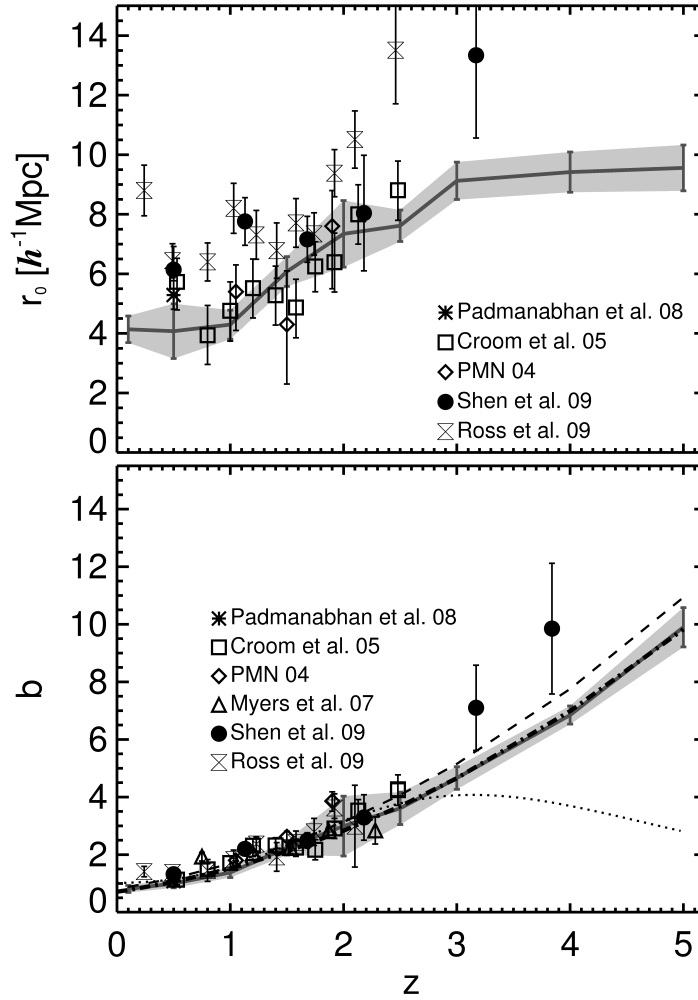 14
12
10
8
6
4
2
0
r₀ [h⁻¹Mpc]
Padmanabhan et al. 08
Croom et al. 05
PMN 04
Shen et al. 09
Ross et al. 09
14
12
10
8
6
4
2
0
b
Padmanabhan et al. 08
Croom et al. 05
PMN 04
Myers et al. 07
Shen et al. 09
Ross et al. 09
0 1 2 3 4 5
z